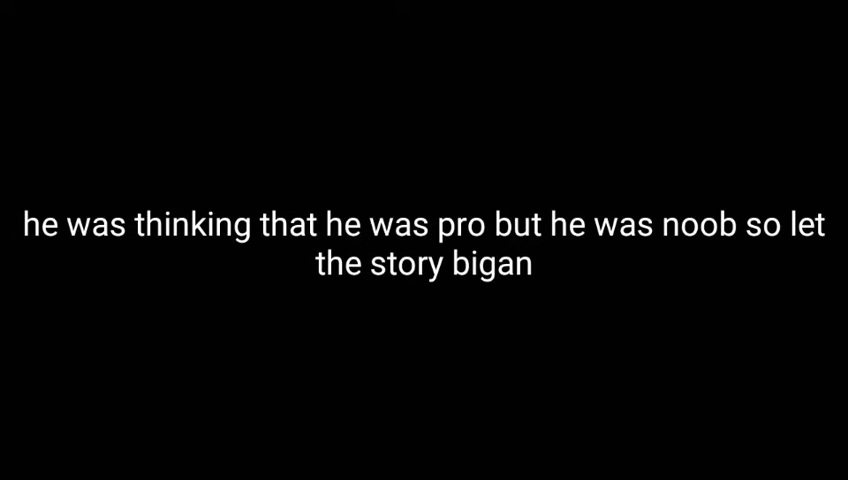 he was thinking that he was pro but he was noob so let
the story bigan